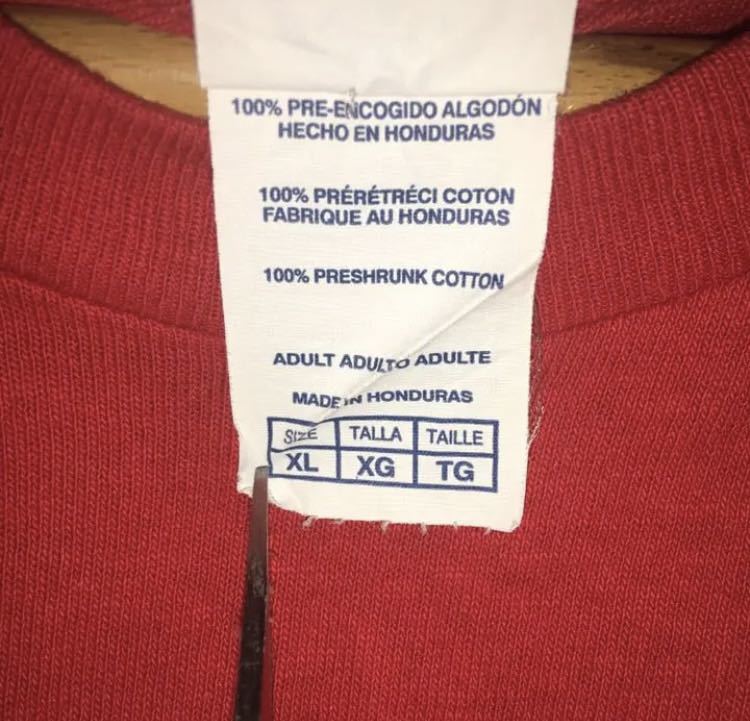 100% PRE-ENCOGIDO ALGODÓN
HECHO EN HONDURAS
100% PRÉRÉTRÉCI COTON
FABRIQUE AU HONDURAS
100% PRESHRUNK COTTON
ADULT ADULTO ADULTE
MADE IN HONDURAS
SIZE TALLA TAILLE
XL XG TG